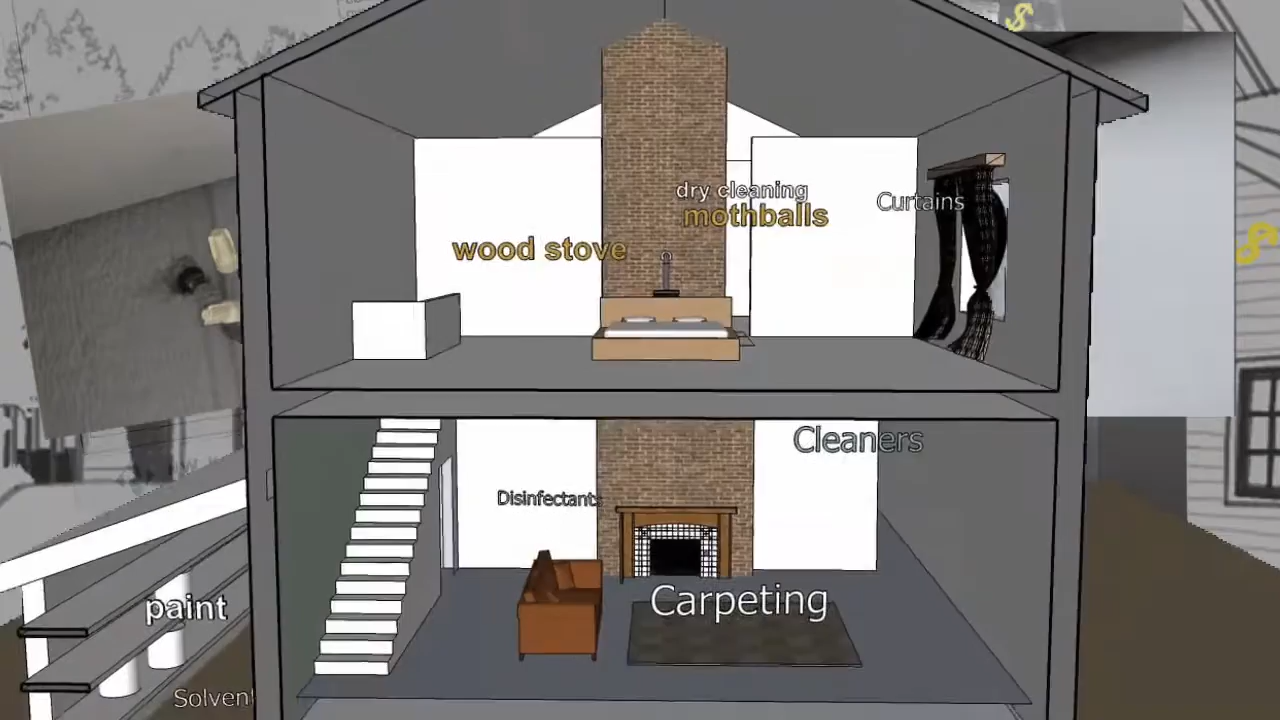 dry cleaning
mothballs
Curtains
wood stove
Cleaners
Disinfectants
Carpeting
paint
Solvent